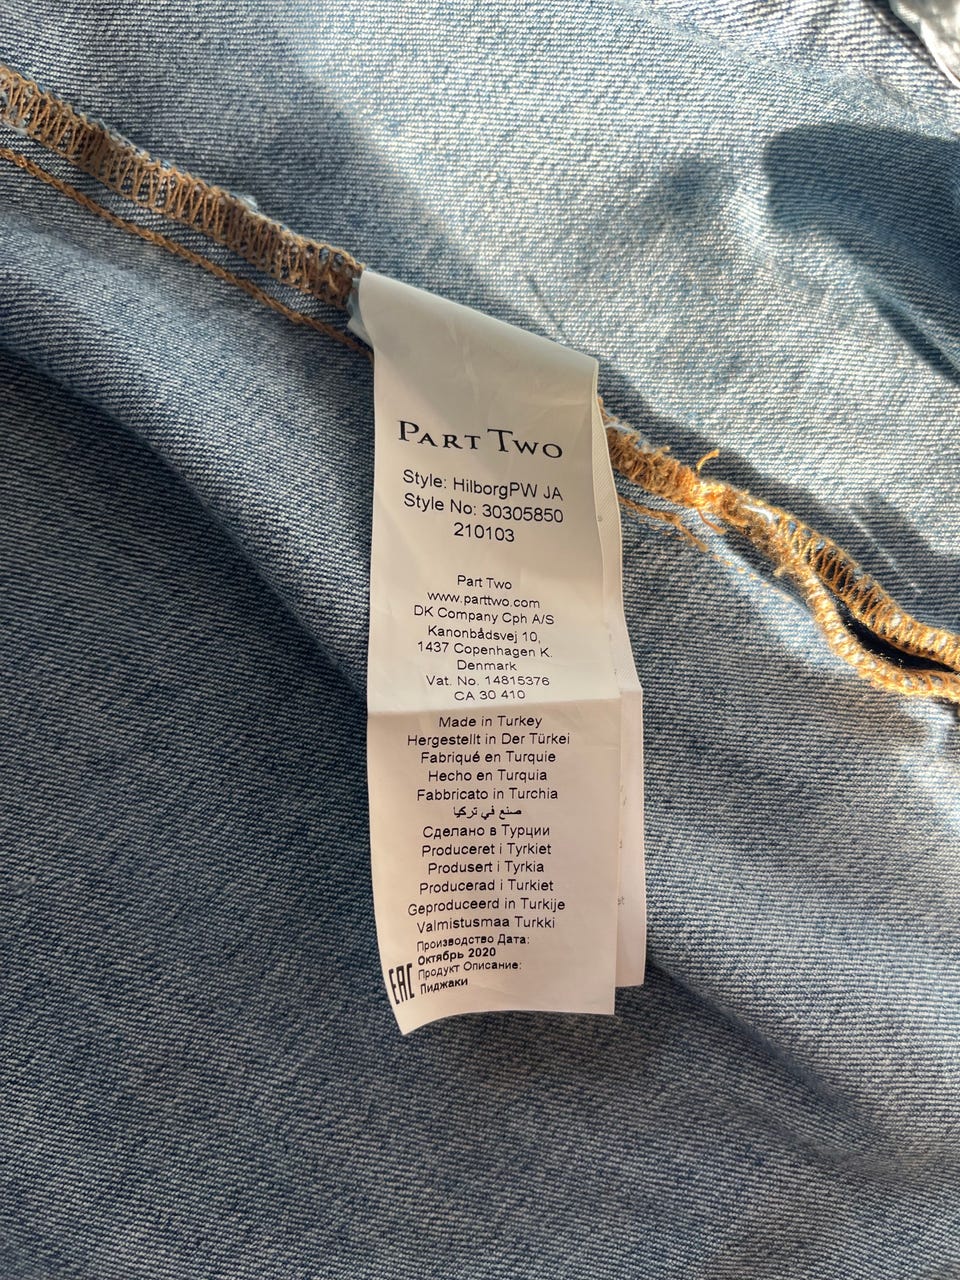 PART TWO
Style: HilborgPW JA
Style No: 30305850
210103
Part Two
www.parttwo.com
DK Company Cph A/S
Kanonbådsvej 10,
1437 Copenhagen K.
Denmark
Vat. No. 14815376
CA 30 410
Made in Turkey
Hergestellt in Der Türkei
Fabriqué en Turquie
Hecho en Turquia
Fabbricato in Turchia
صنع في تركيا
Сделано в Турции
Produceret i Tyrkiet
Produsert i Tyrkia
Producerad i Turkiet
Geproduceerd in Turkije
Valmistusmaa Turkki
Производство Дата:
Октябрь 2020
Продукт Описание:
Пиджаки
EAC